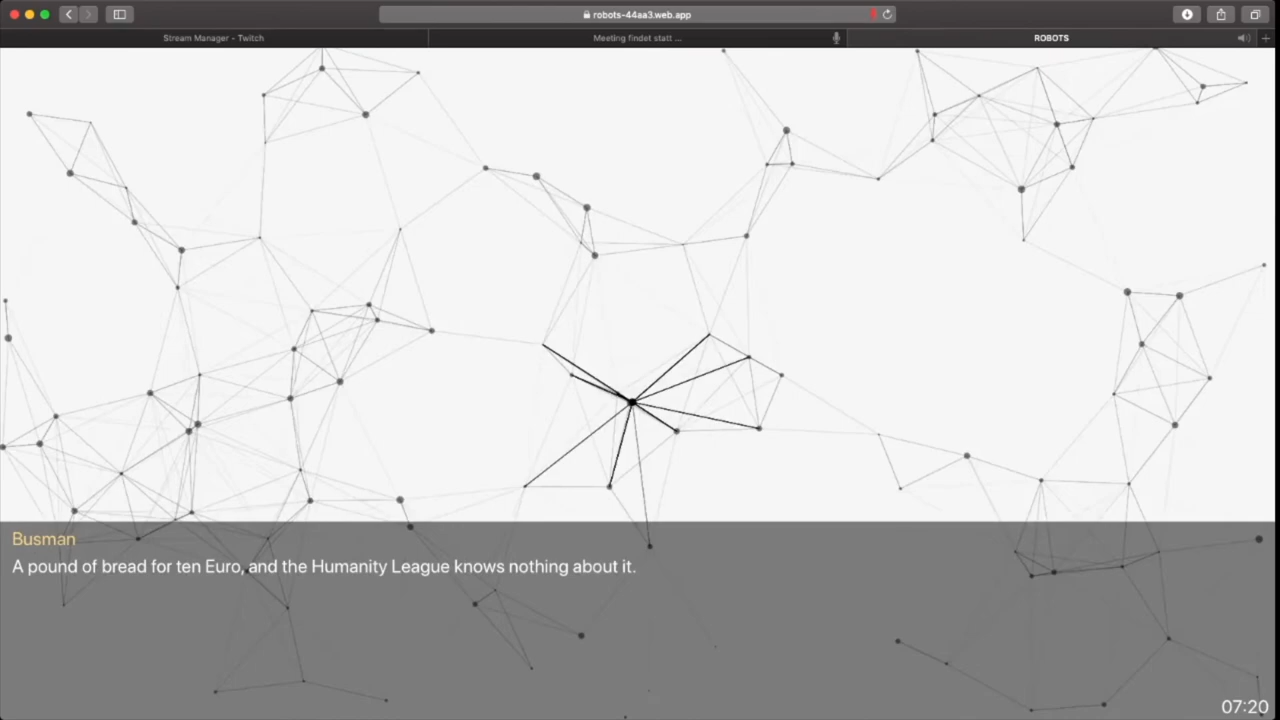 robots-44aa3.web.app
Stream Manager - Twitch
Meeting findet statt ...
ROBOTS
Busman
A pound of bread for ten Euro, and the Humanity League knows nothing about it.
07:20